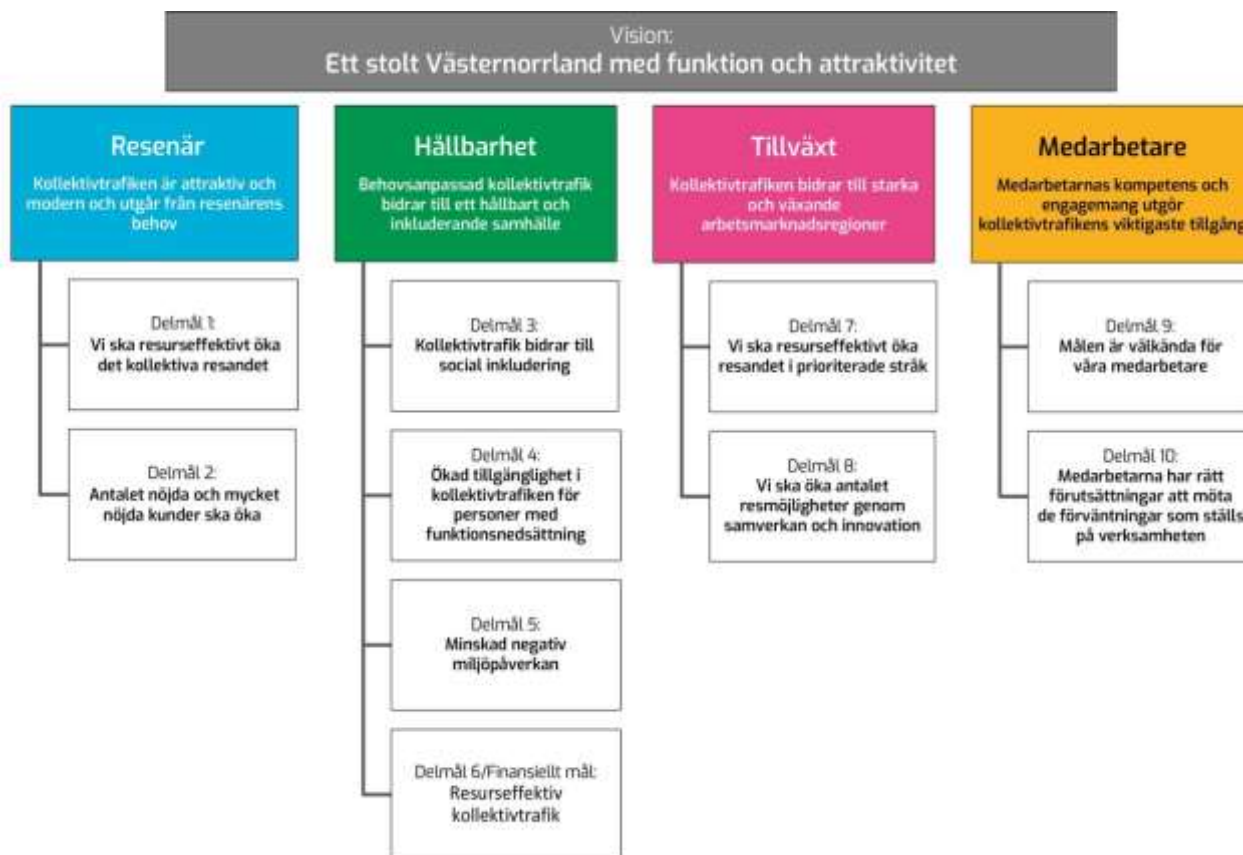 Vision:
Ett stolt Västernorrland med funktion och attraktivitet
Resenär
Kollektivtrafiken är attraktiv och
modern och utgår från resenärens
behov
Delmål 1:
Vi ska resurseffektivt öka
det kollektiva resandet
Delmål 2:
Antalet nöjda och mycket
nöjda kunder ska öka
Hållbarhet
Behovsanpassad kollektivtrafik
bidrar till ett hållbart och
inkluderande samhälle
Delmål 3:
Kollektivtrafik bidrar till
social inkludering
Delmål 4:
Ökad tillgänglighet i
kollektivtrafiken för
personer med
funktionsnedsättning
Delmål 5:
Minskad negativ
miljöpåverkan
Delmål 6/Finansiellt mål:
Resurseffektiv
kollektivtrafik
Tillväxt
Kollektivtrafiken bidrar till starka
och växande
arbetsmarknadsregioner
Delmål 7:
Vi ska resurseffektivt öka
resandet i prioriterade stråk
Delmål 8:
Vi ska öka antalet
resmöjligheter genom
samverkan och innovation
Medarbetare
Medarbetarnas kompetens och
engagemang utgör
kollektivtrafikens viktigaste tillgång
Delmål 9:
Målen är välkända för
våra medarbetare
Delmål 10:
Medarbetarna har rätt
förutsättningar att möta
de förväntningar som ställs
på verksamheten